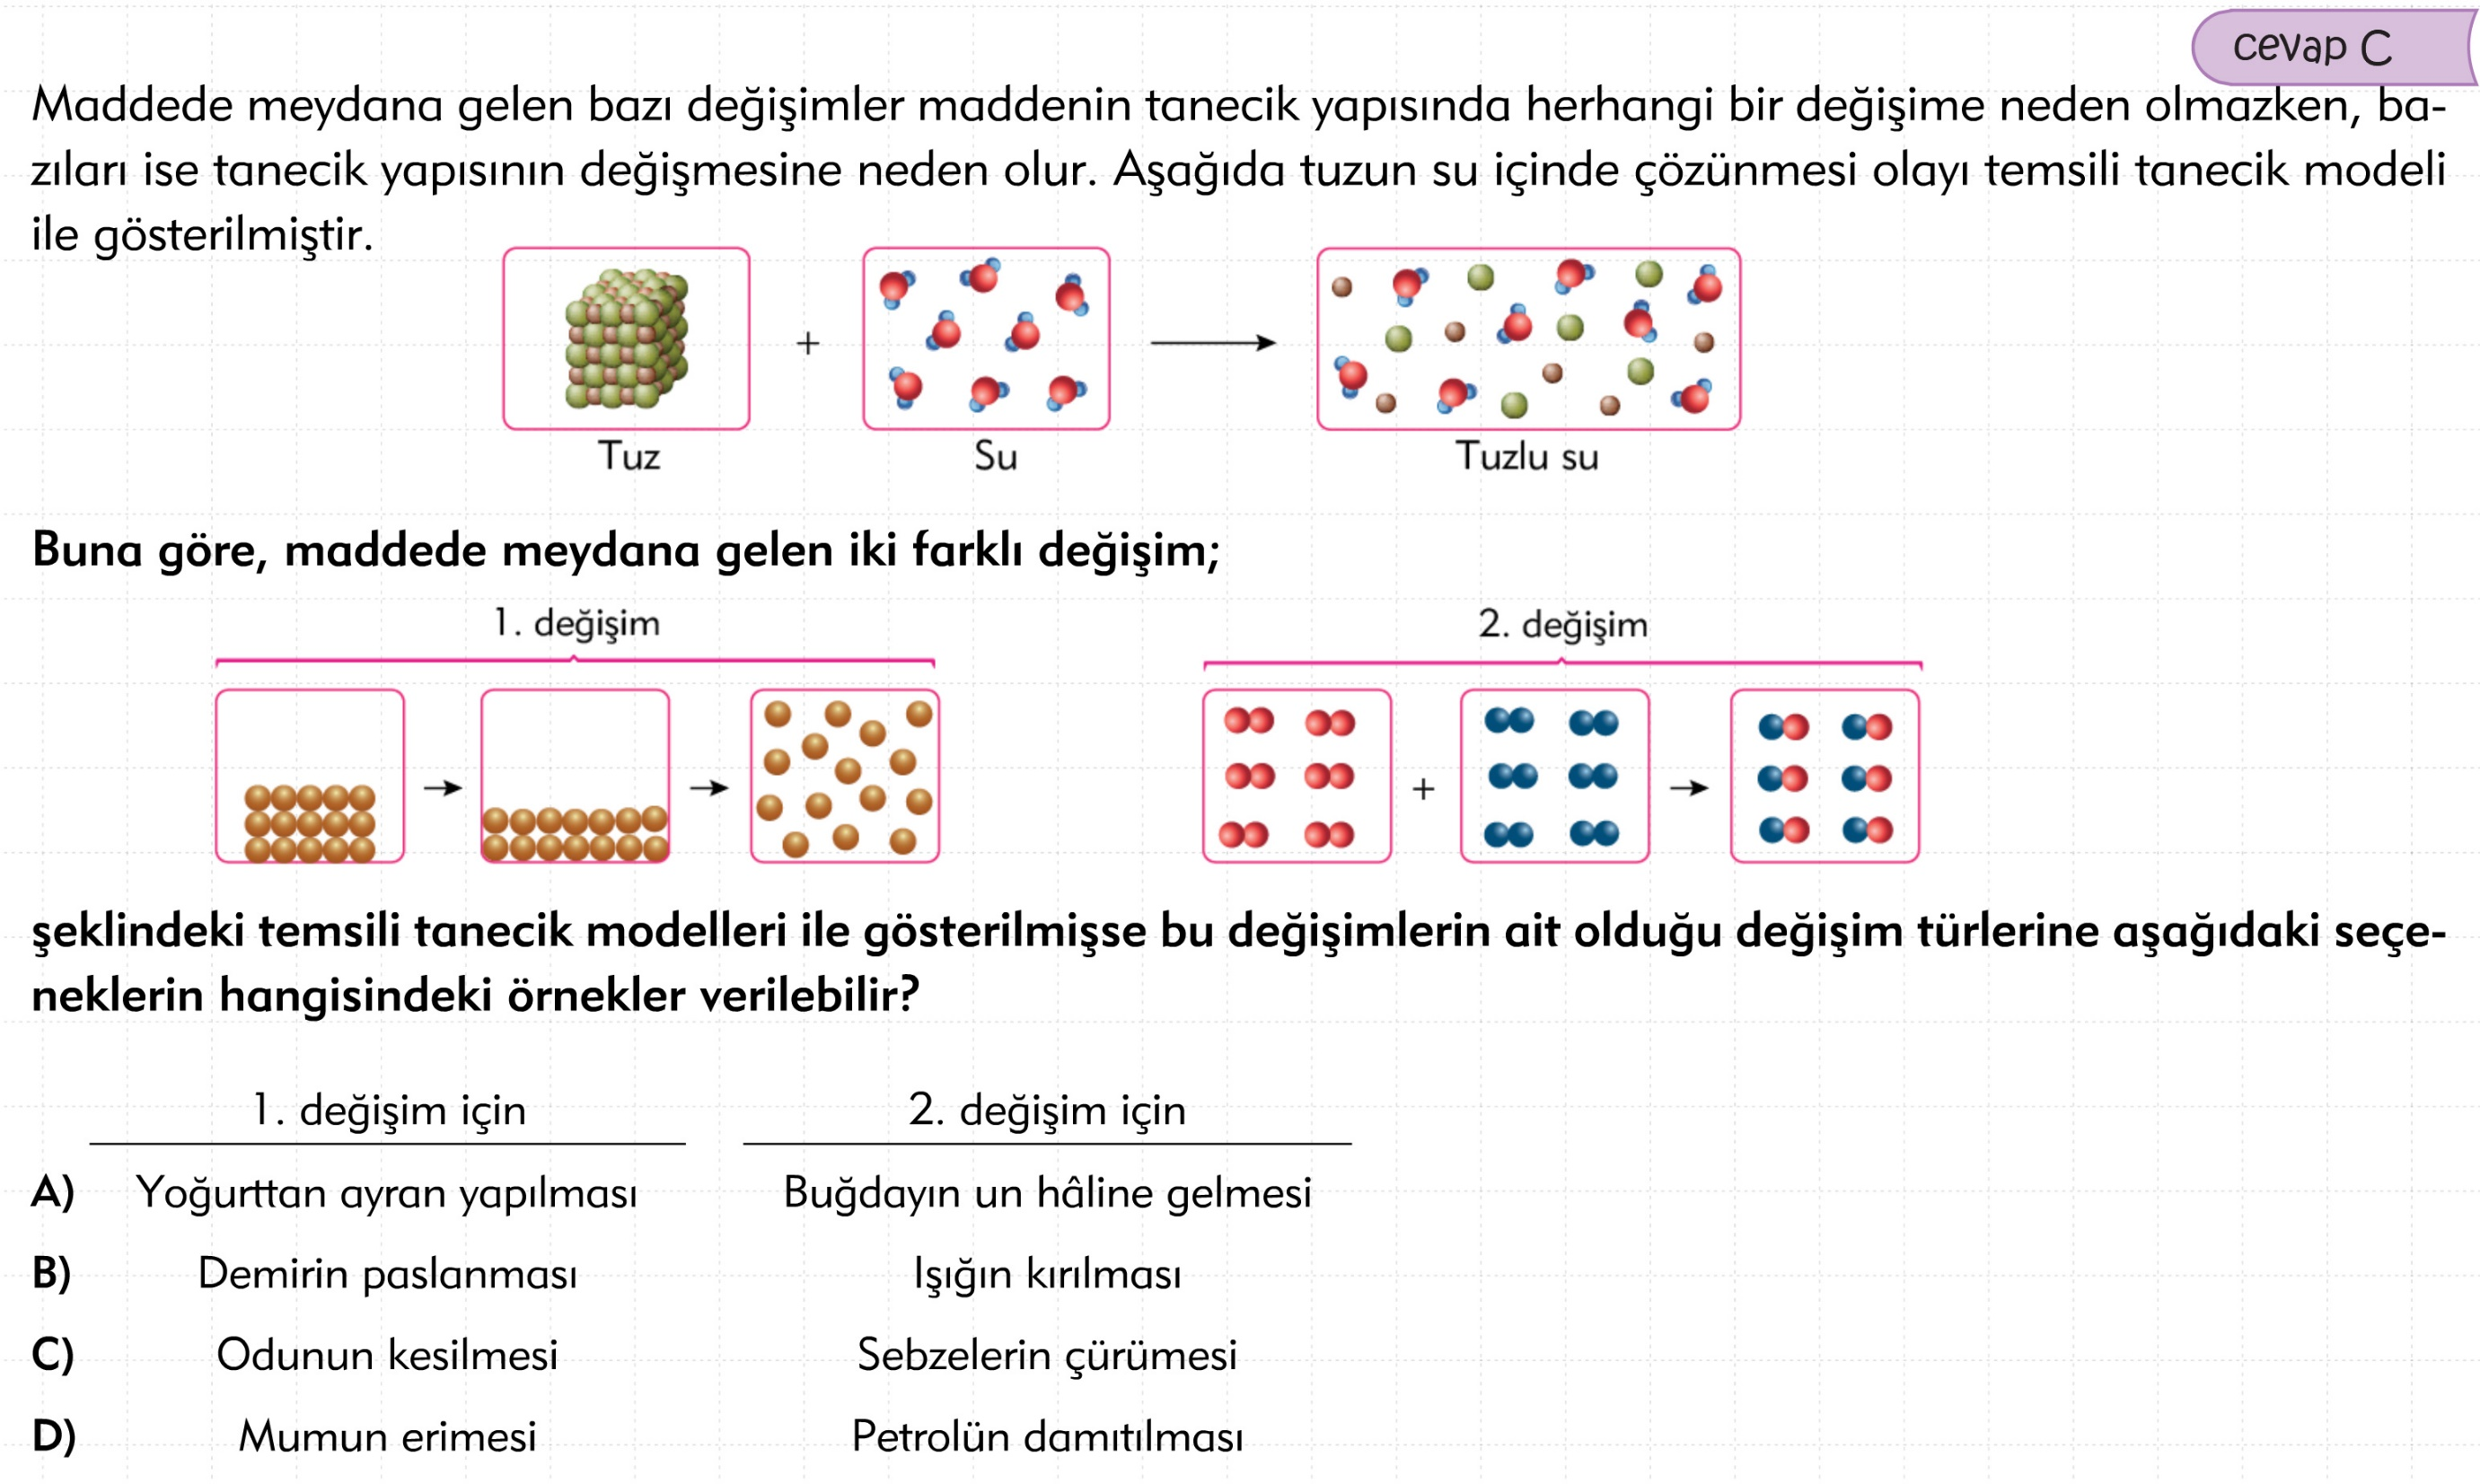 cevap C
Maddede meydana gelen bazı değişimler maddenin tanecik yapısında herhangi bir değişime neden olmazken, ba-
zıları ise tanecik yapısının değişmesine neden olur. Aşağıda tuzun su içinde çözünmesi olayı temsili tanecik modeli
ile gösterilmiştir.
+
Tuz Su Tuzlu su
Buna göre, maddede meydana gelen iki farklı değişim;
1. değişim 2. değişim
+
şeklindeki temsili tanecik modelleri ile gösterilmişse bu değişimlerin ait olduğu değişim türlerine aşağıdaki seçe-
neklerin hangisindeki örnekler verilebilir?
1. değişim için 2. değişim için
A) Yoğurttan ayran yapılması Buğdayın un hâline gelmesi
B) Demirin paslanması Işığın kırılması
C) Odunun kesilmesi Sebzelerin çürümesi
D) Mumun erimesi Petrolün damıtılması